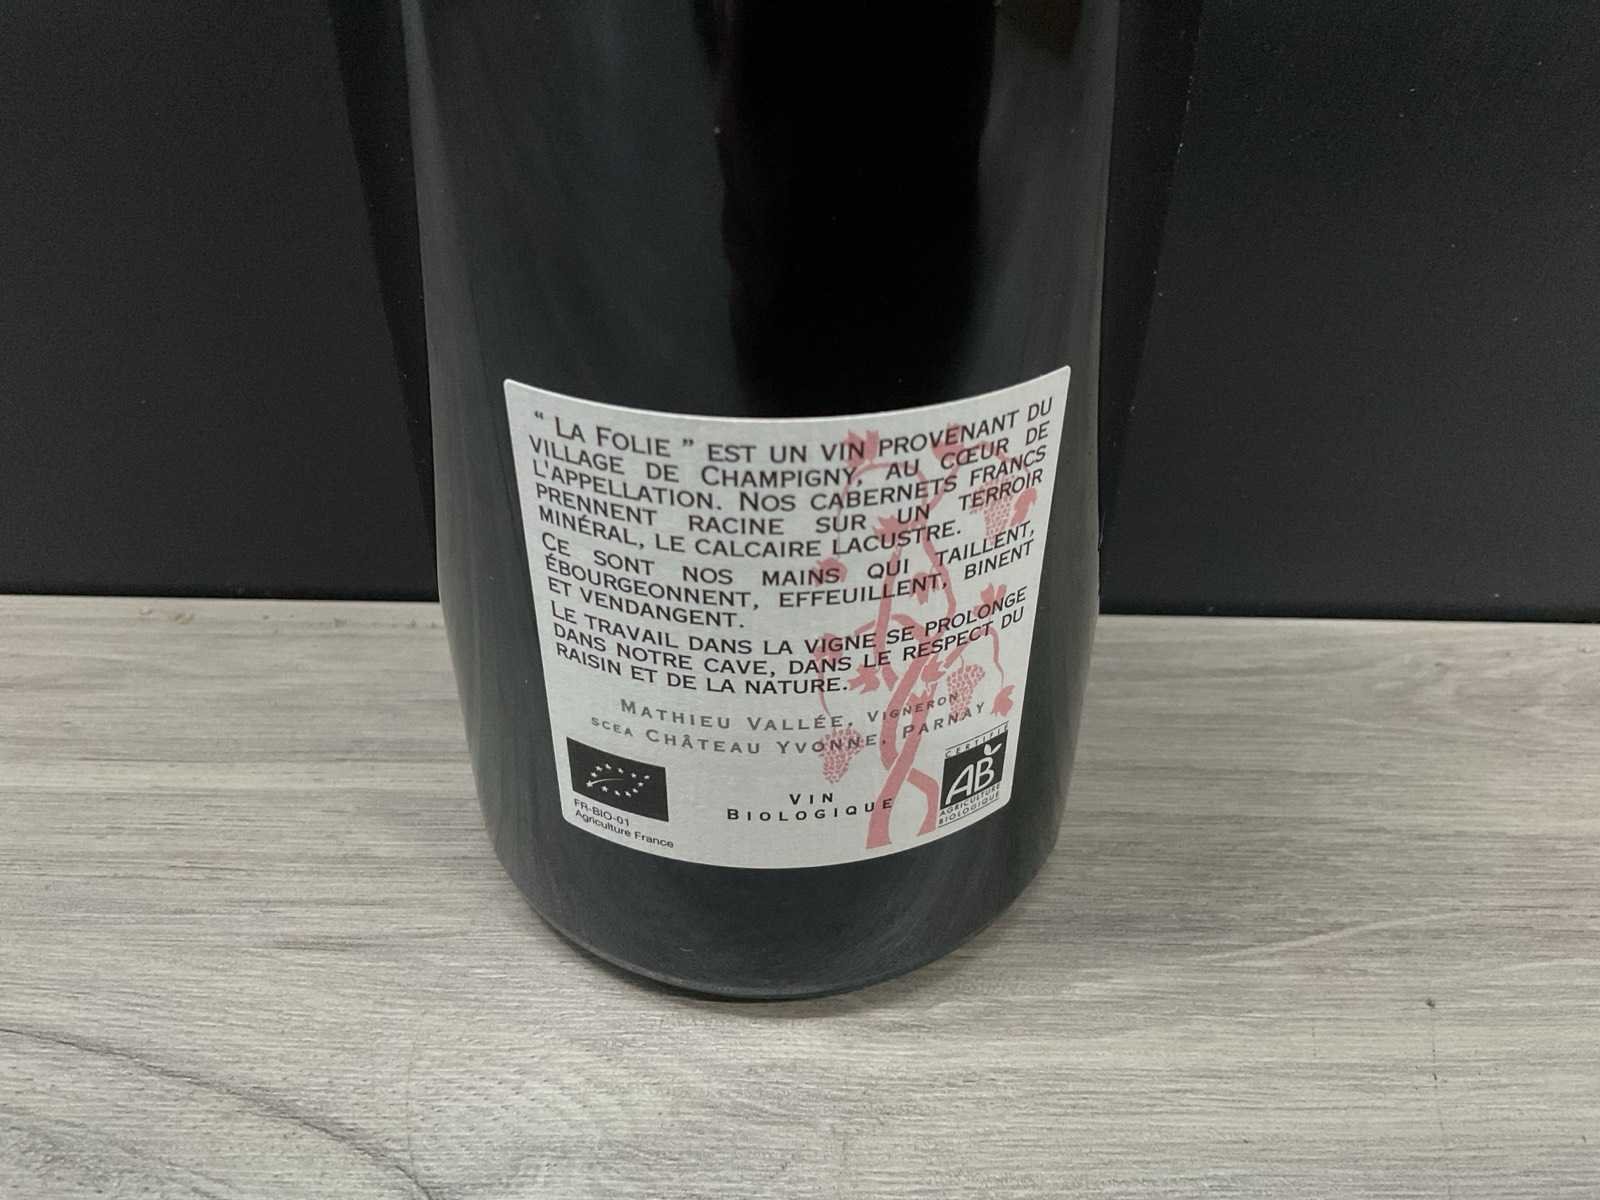 “ La Folie ” est un vin provenant du
village de Champigny, au cœur de
l'appellation. Nos cabernets francs
prennent racine sur un terroir
minéral, le calcaire lacustre.
Ce sont nos mains qui taillent,
ébourgeonnent, effeuillent, binent
et vendangent.
Le travail dans la vigne se prolonge
dans notre cave, dans le respect du
raisin et de la nature.
Mathieu Vallée, Vigneron
SCEA Château Yvonne, Parnay
FR-BIO-01
Agriculture France
Vin
Biologique
CERTIFIÉ
AB
AGRICULTURE
BIOLOGIQUE